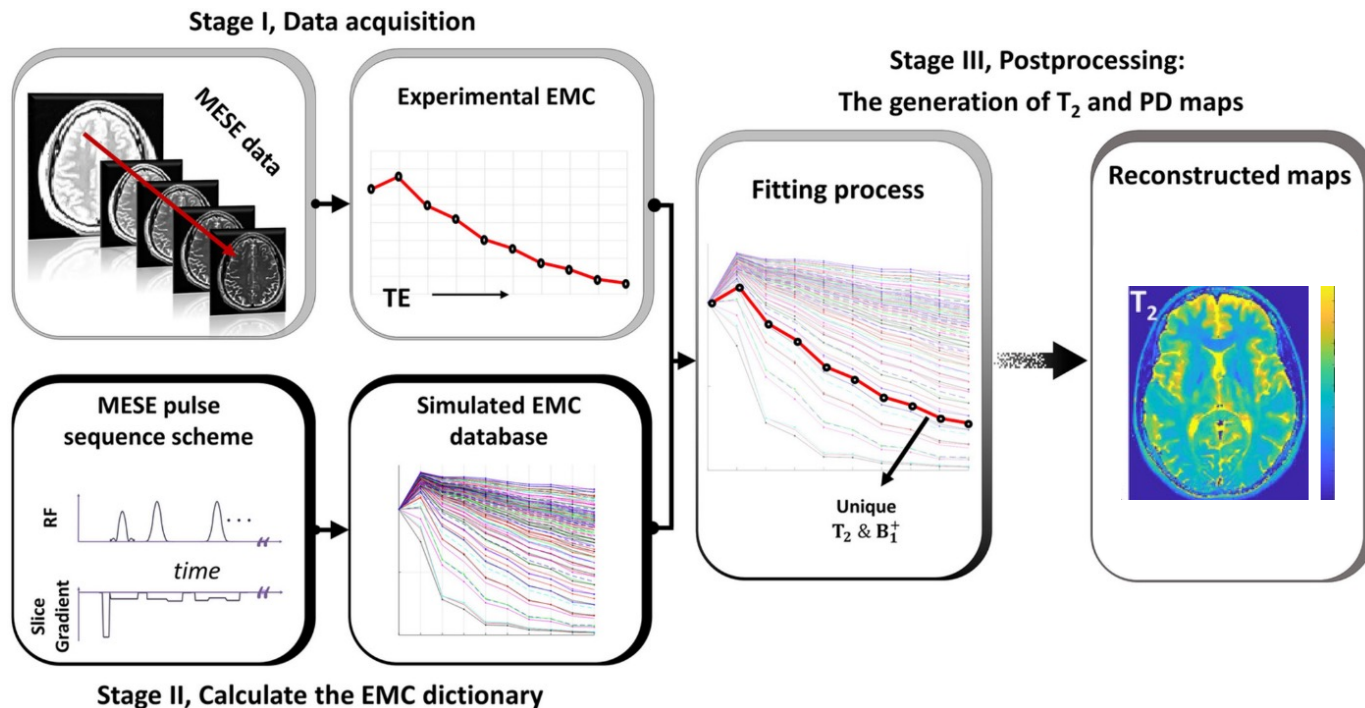 Stage I, Data acquisition
MESE data
Experimental EMC
TE
MESE pulse
sequence scheme
RF
time
Slice
Gradient
Simulated EMC
database
Stage II, Calculate the EMC dictionary
Stage III, Postprocessing:
The generation of T₂ and PD maps
Fitting process
Unique
T₂ & B₁⁺
Reconstructed maps
T₂